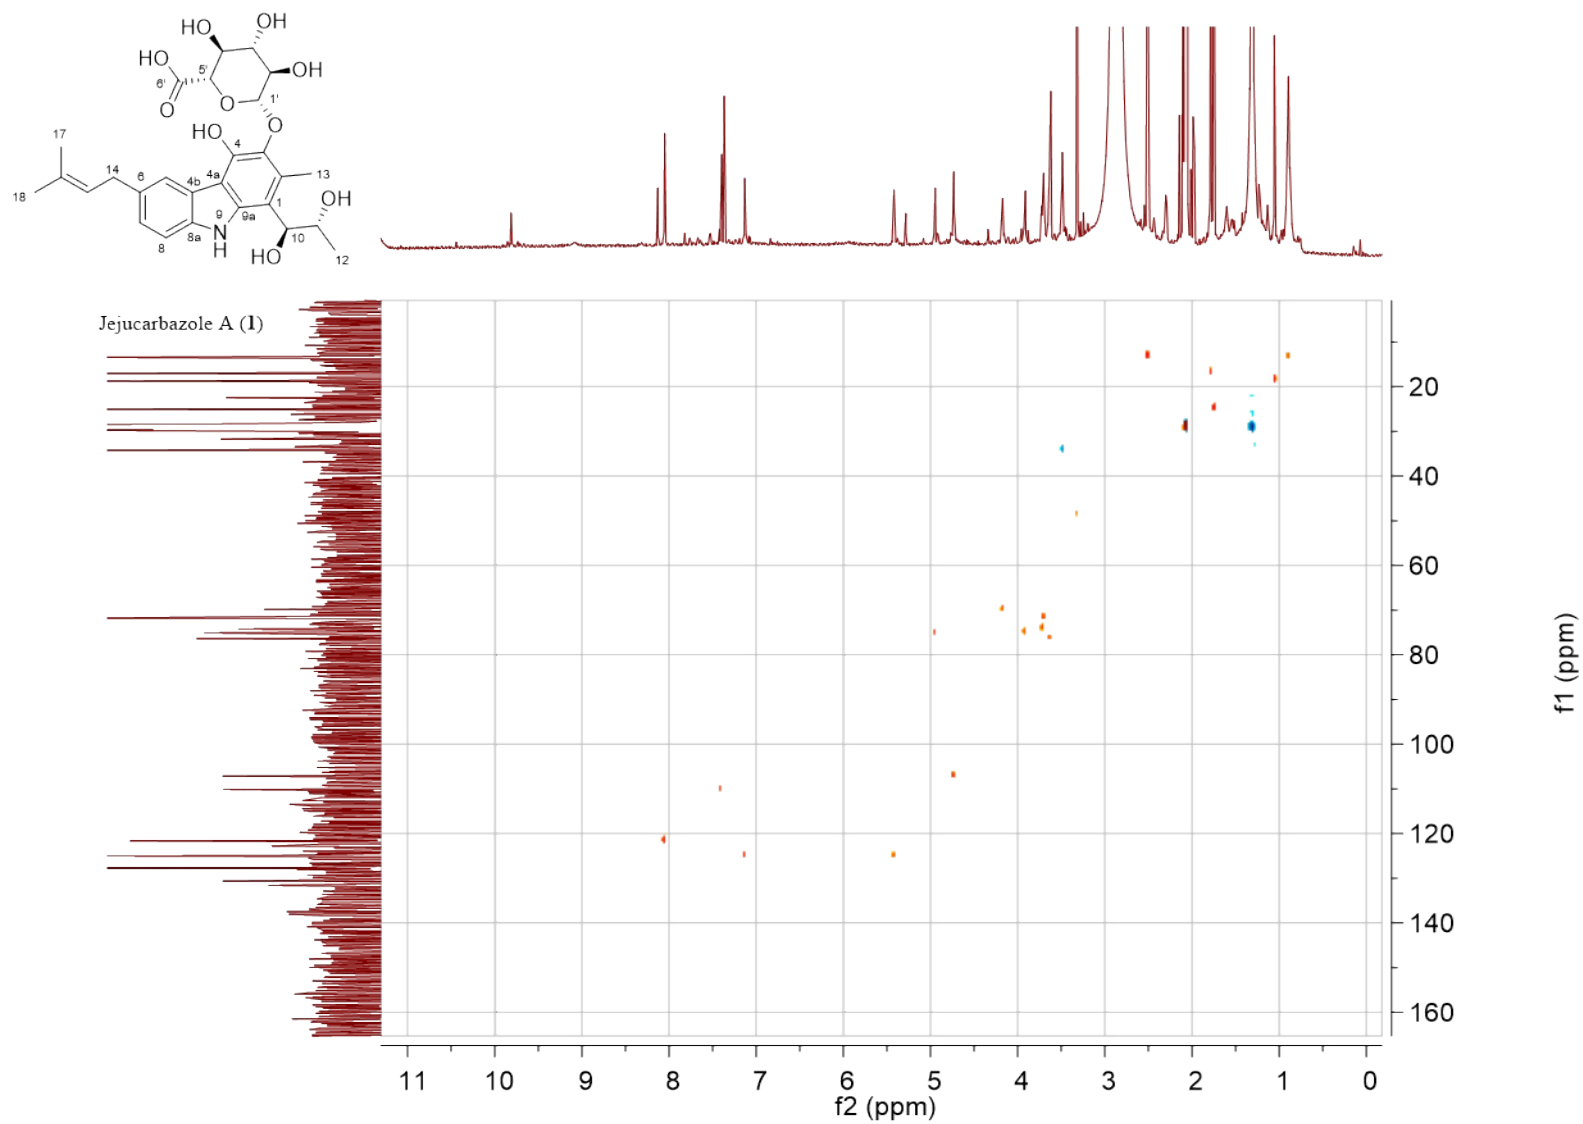 HO
OH
HO
OH
5'
6'
O
O
1'
O
HO
17
4
14
6
4b
4a
13
18
1
OH
9
9a
8
8a
N
H
10
HO
12
Jejucarbazole A (1)
20
40
60
80
100
120
140
160
f1 (ppm)
11 10 9 8 7 6 5 4 3 2 1 0
f2 (ppm)